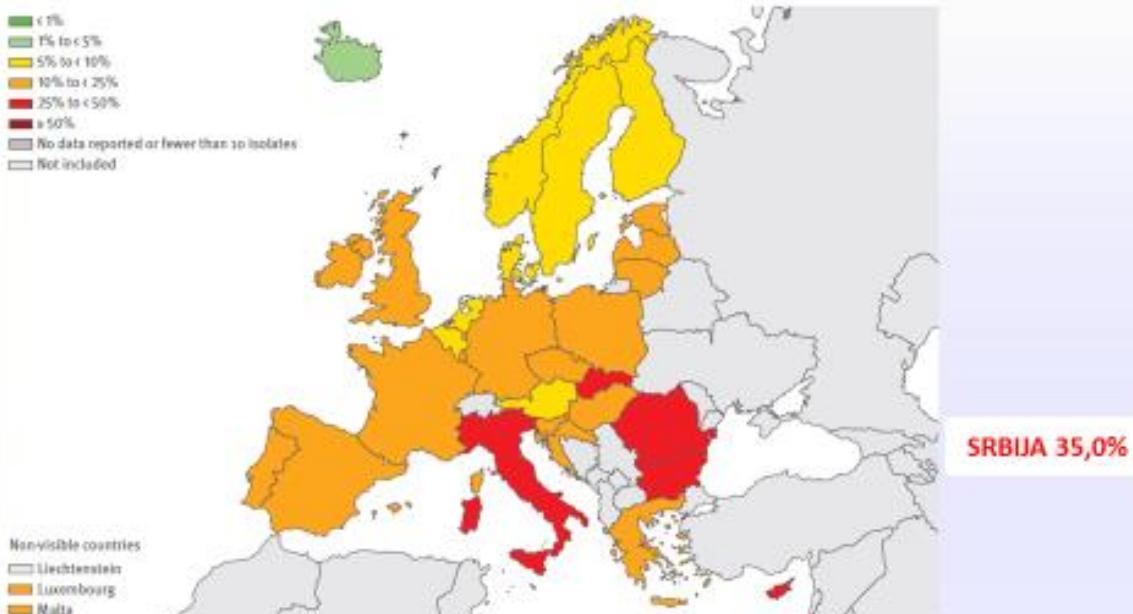 < 1%
1% to < 5%
5% to < 10%
10% to < 25%
25% to < 50%
≥ 50%
No data reported or fewer than 10 isolates
Not included
SRBIJA 35,0%
Non-visible countries
Liechtenstein
Luxembourg
Malta